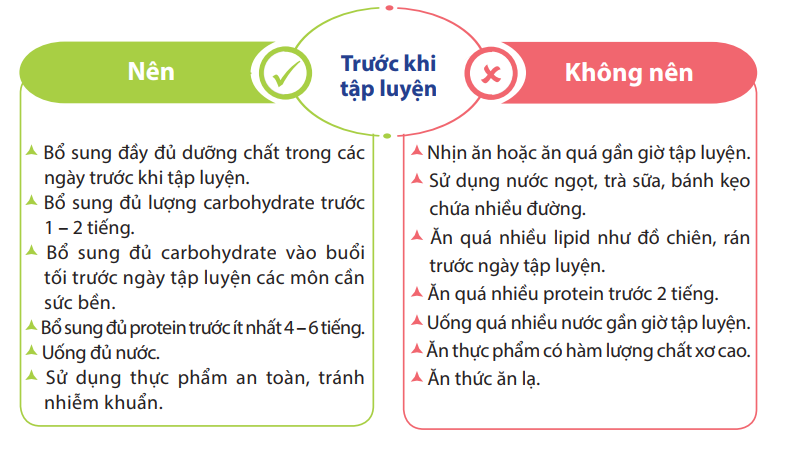 Nên
Trước khi
tập luyện
Không nên
Bổ sung đầy đủ dưỡng chất trong các
ngày trước khi tập luyện.
Bổ sung đủ lượng carbohydrate trước
1 – 2 tiếng.
Bổ sung đủ carbohydrate vào buổi
tối trước ngày tập luyện các môn cần
sức bền.
Bổ sung đủ protein trước ít nhất 4 – 6 tiếng.
Uống đủ nước.
Sử dụng thực phẩm an toàn, tránh
nhiễm khuẩn.
Nhịn ăn hoặc ăn quá gần giờ tập luyện.
Sử dụng nước ngọt, trà sữa, bánh kẹo
chứa nhiều đường.
Ăn quá nhiều lipid như đồ chiên, rán
trước ngày tập luyện.
Ăn quá nhiều protein trước 2 tiếng.
Uống quá nhiều nước gần giờ tập luyện.
Ăn thực phẩm có hàm lượng chất xơ cao.
Ăn thức ăn lạ.